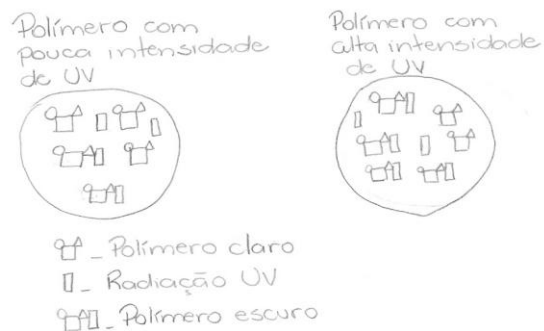 Polímero com
pouca intensidade
de UV
Polímero com
alta intensidade
de UV
_ Polímero claro
_ Radiação UV
_ Polímero escuro